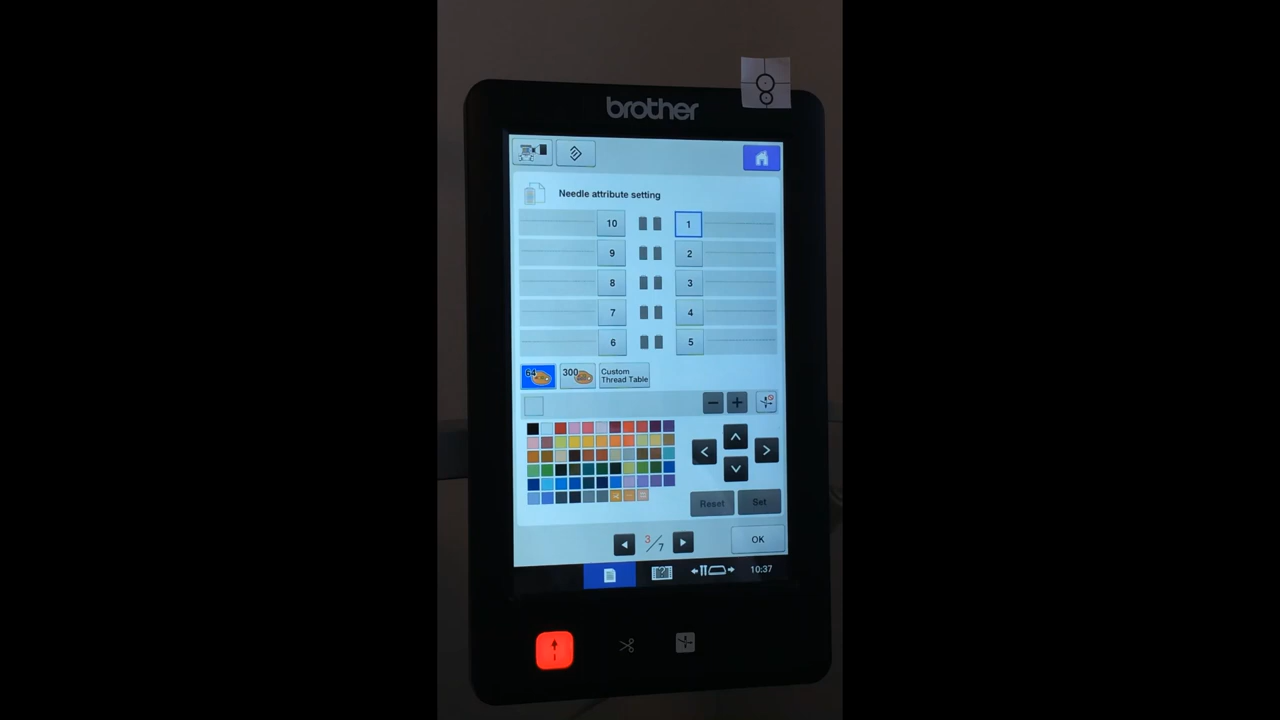 brother
Needle attribute setting
10 1
9 2
8 3
7 4
6 5
64 300 Custom
Thread Table
Reset Set
3/7 OK
10:37